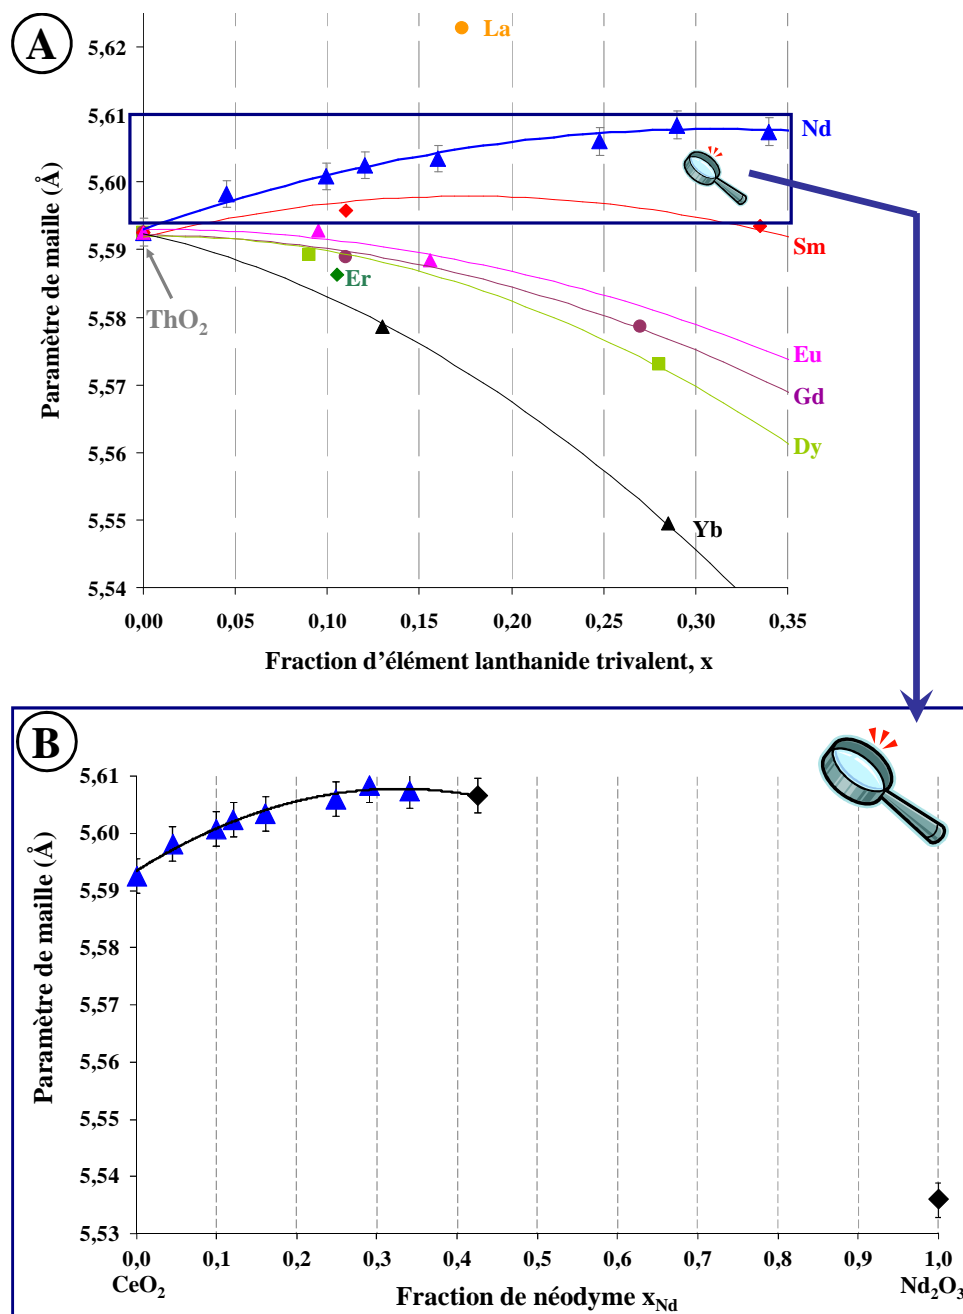 A
5,62
5,61
5,60
5,59
5,58
5,57
5,56
5,55
5,54
Paramètre de maille (Å)
La
Nd
Sm
Er
ThO₂
Eu
Gd
Dy
Yb
0,00 0,05 0,10 0,15 0,20 0,25 0,30 0,35
Fraction d'élément lanthanide trivalent, x
B
5,61
5,60
5,59
5,58
5,57
5,56
5,55
5,54
5,53
Paramètre de maille (Å)
0,0 0,1 0,2 0,3 0,4 0,5 0,6 0,7 0,8 0,9 1,0
CeO₂ Nd₂O₃
Fraction de néodyme xNd